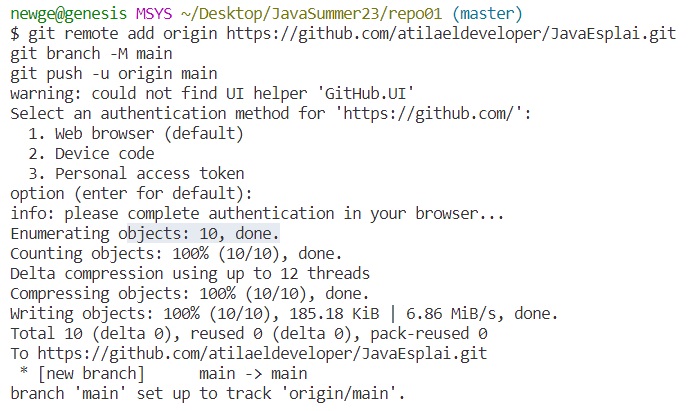 newge@genesis MSYS ~/Desktop/JavaSummer23/repo01 (master)
$ git remote add origin https://github.com/atilaeldeveloper/JavaEsplai.git
git branch -M main
git push -u origin main
warning: could not find UI helper 'GitHub.UI'
Select an authentication method for 'https://github.com/':
  1. Web browser (default)
  2. Device code
  3. Personal access token
option (enter for default):
info: please complete authentication in your browser...
Enumerating objects: 10, done.
Counting objects: 100% (10/10), done.
Delta compression using up to 12 threads
Compressing objects: 100% (10/10), done.
Writing objects: 100% (10/10), 185.18 KiB | 6.86 MiB/s, done.
Total 10 (delta 0), reused 0 (delta 0), pack-reused 0
To https://github.com/atilaeldeveloper/JavaEsplai.git
 * [new branch]      main -> main
branch 'main' set up to track 'origin/main'.